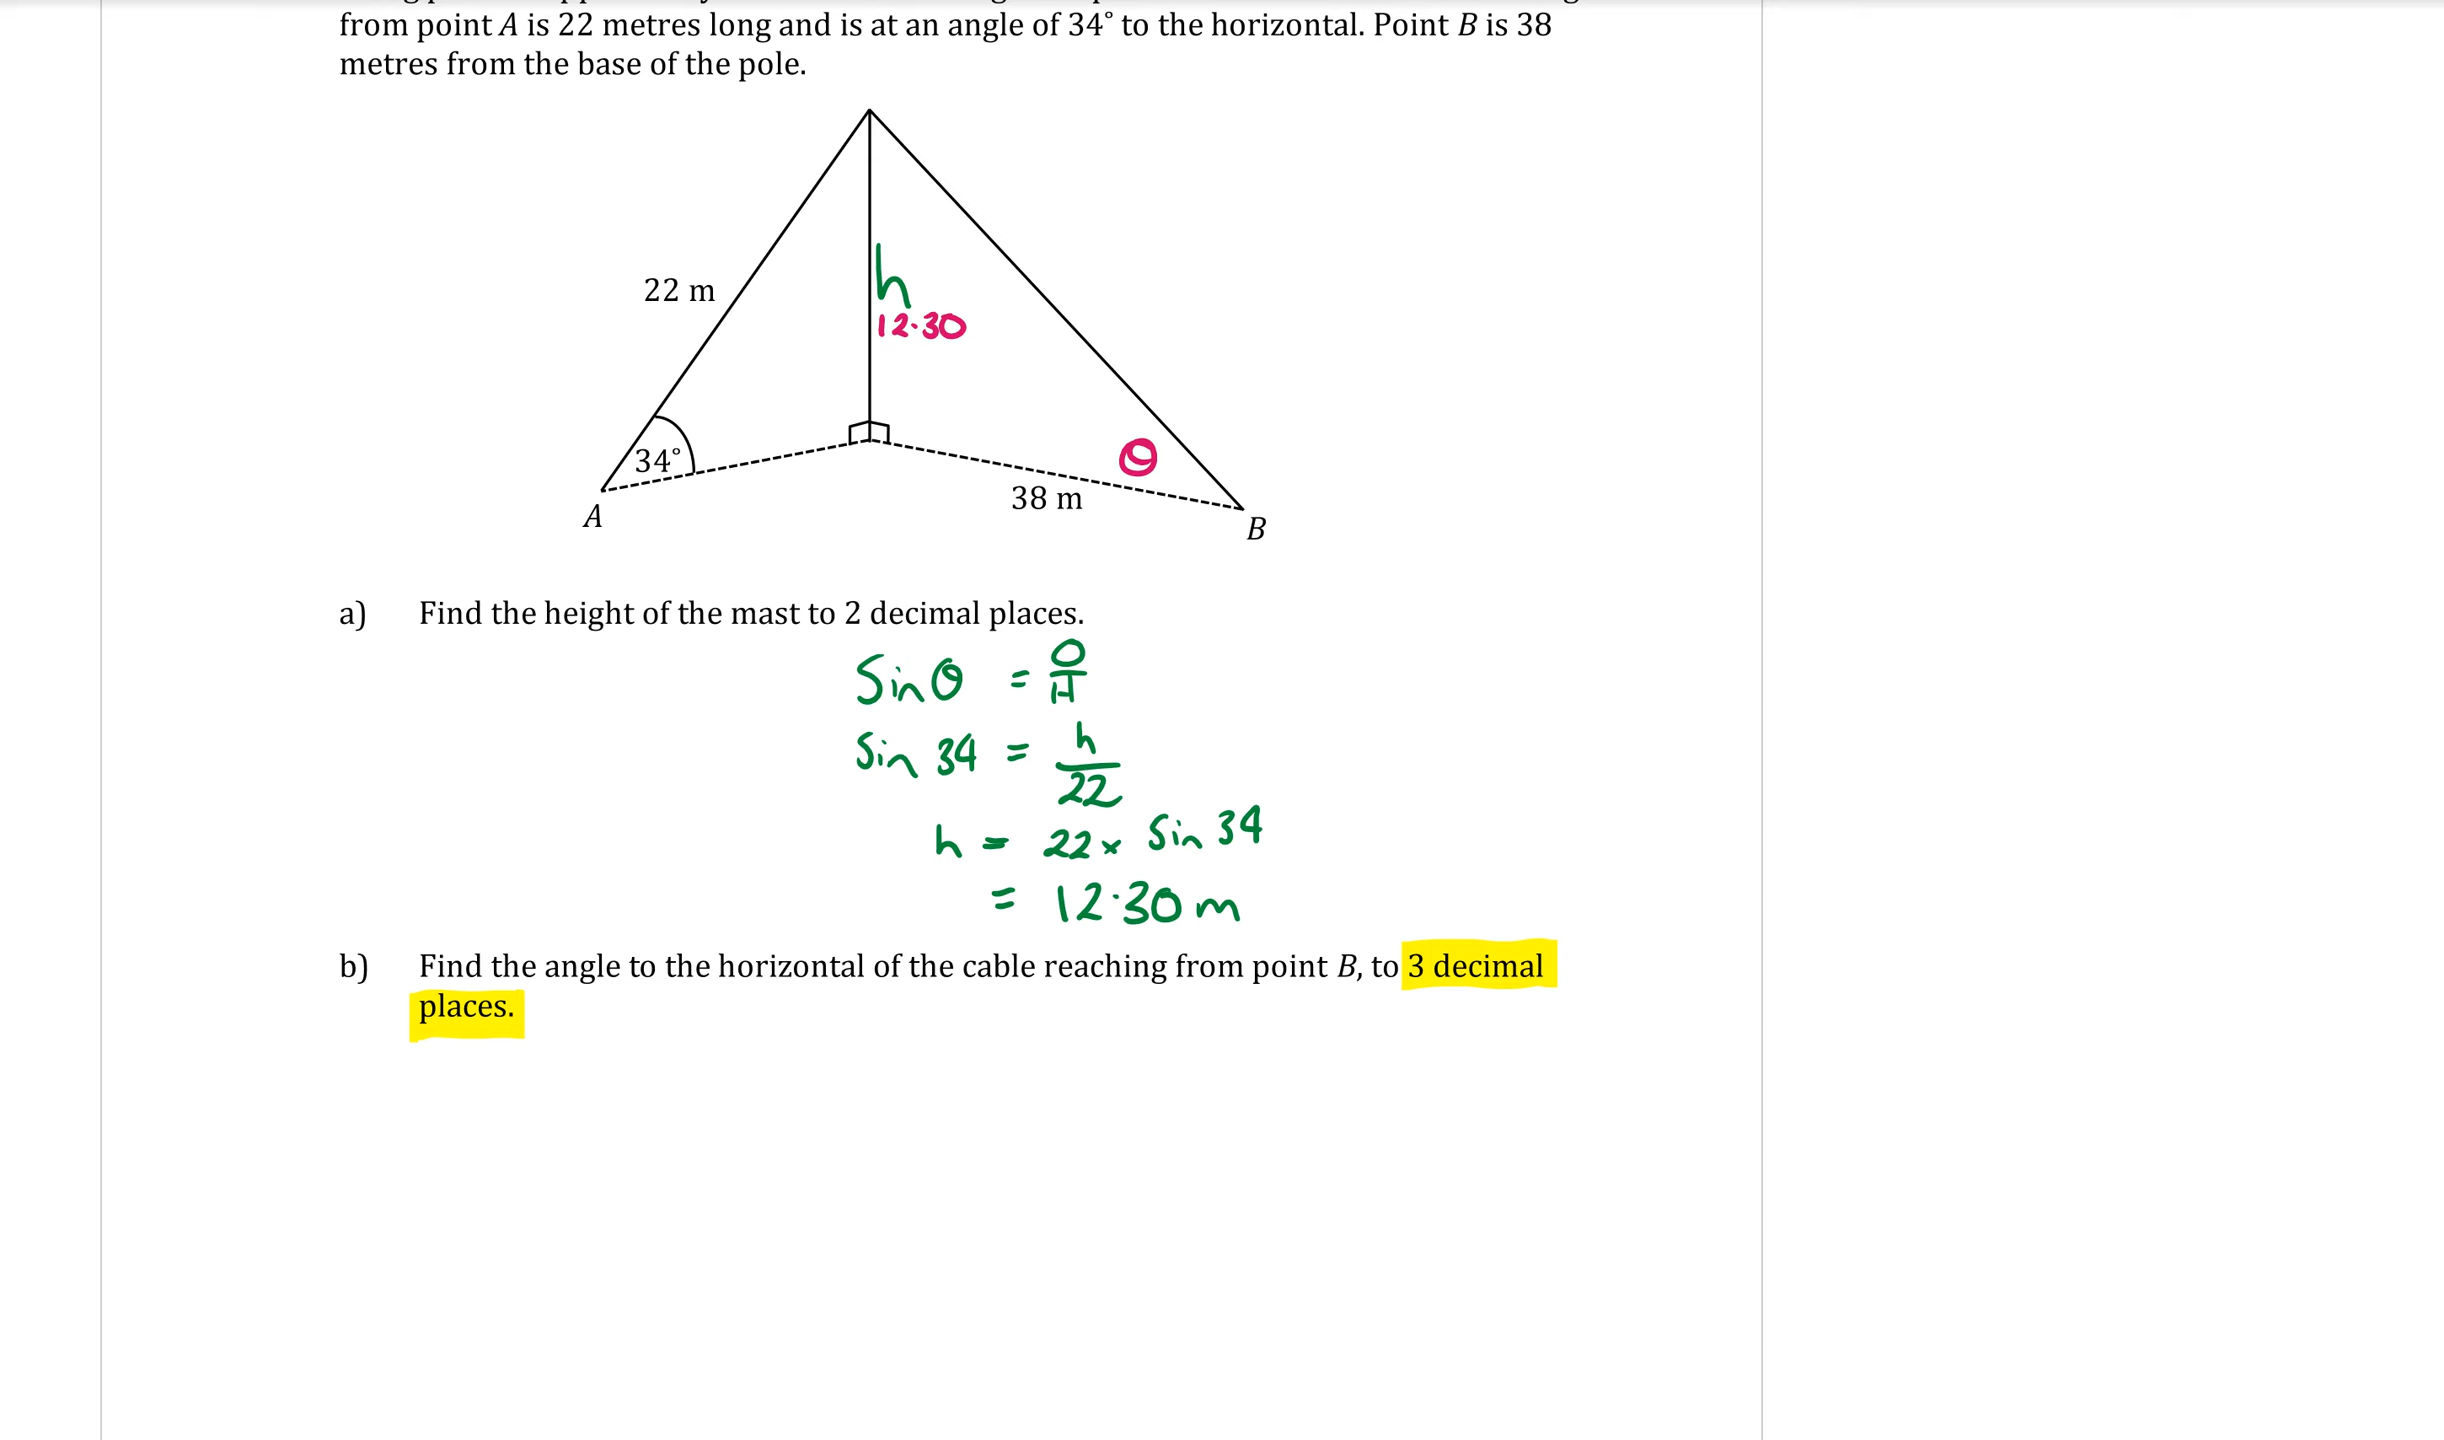 from point A is 22 metres long and is at an angle of 34° to the horizontal. Point B is 38
metres from the base of the pole.
22 m
h
12.30
34°
θ
38 m
A
B
a) Find the height of the mast to 2 decimal places.
Sin θ = O/H
Sin 34 = h/22
h = 22 × Sin 34
= 12.30 m
b) Find the angle to the horizontal of the cable reaching from point B, to 3 decimal
places.